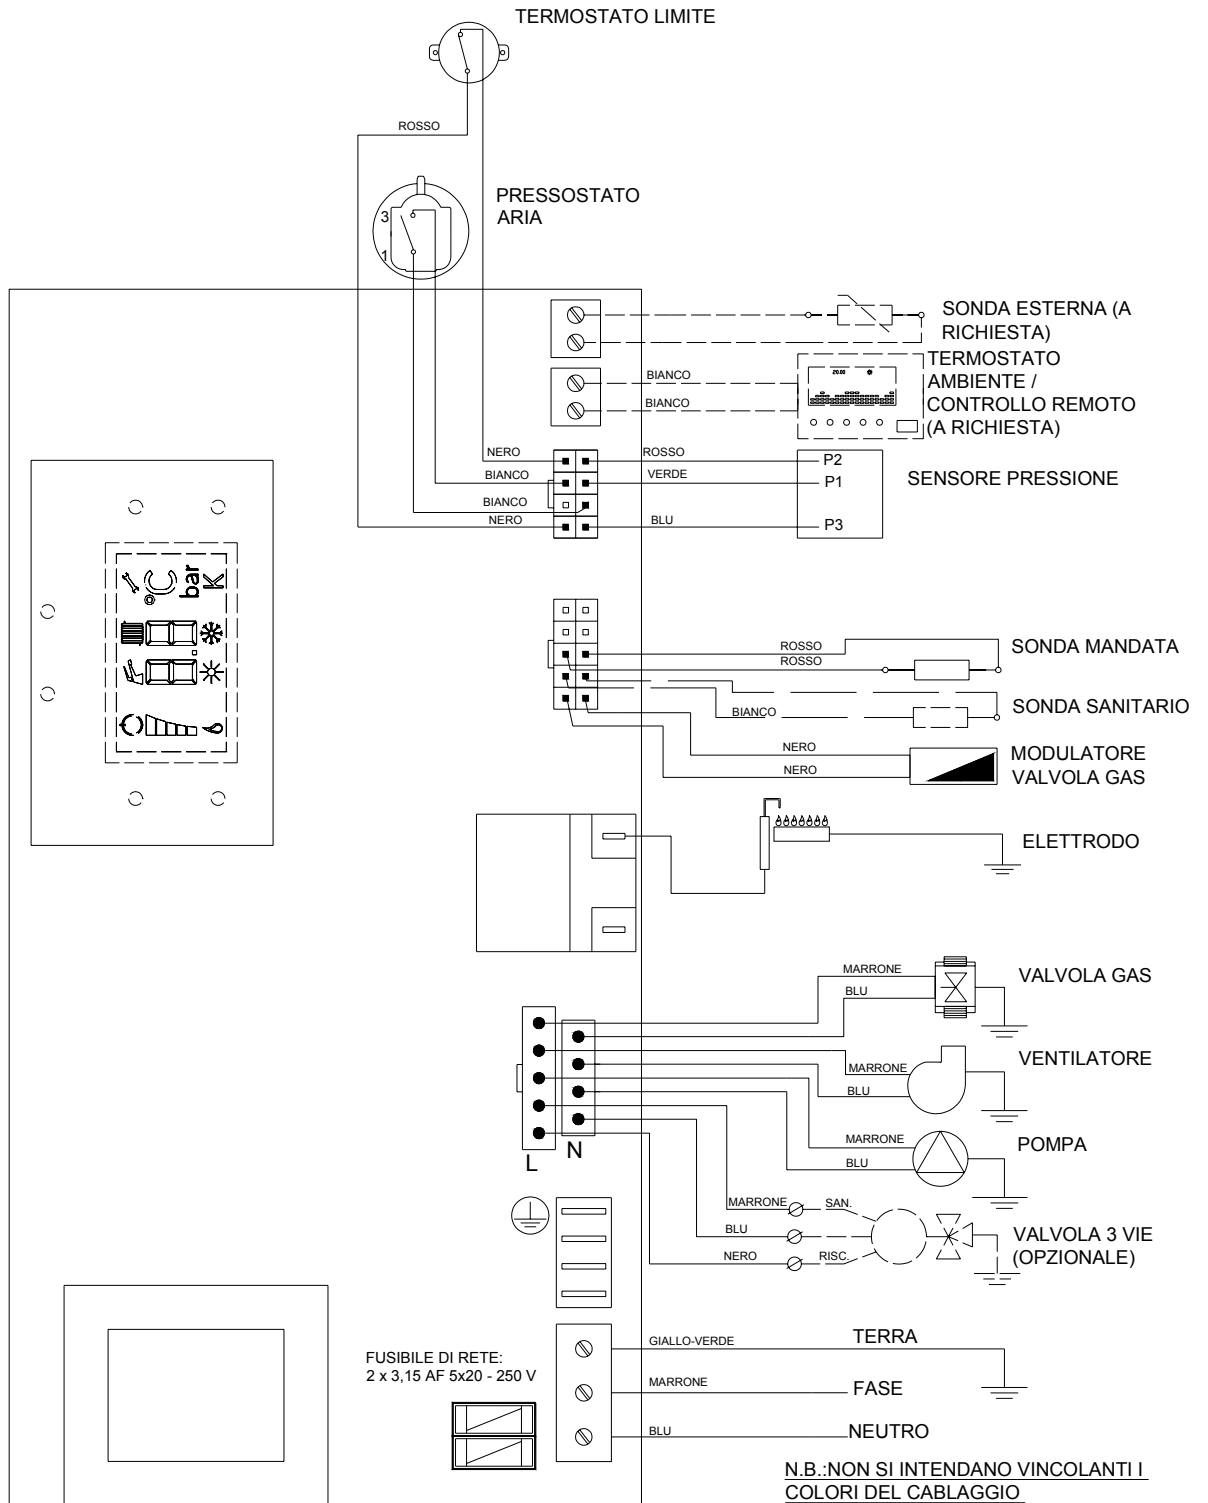 TERMOSTATO LIMITE
ROSSO
PRESSOSTATO
ARIA
3
1
SONDA ESTERNA (A
RICHIESTA)
TERMOSTATO
AMBIENTE /
CONTROLLO REMOTO
(A RICHIESTA)
20.00
BIANCO
BIANCO
NERO
ROSSO
P2
BIANCO
VERDE
P1
SENSORE PRESSIONE
BIANCO
NERO
BLU
P3
°C
bar
K
ROSSO
ROSSO
SONDA MANDATA
BIANCO
SONDA SANITARIO
NERO
NERO
MODULATORE
VALVOLA GAS
ELETTRODO
MARRONE
BLU
VALVOLA GAS
MARRONE
BLU
VENTILATORE
MARRONE
BLU
POMPA
L
N
MARRONE
SAN.
BLU
NERO
RISC.
VALVOLA 3 VIE
(OPZIONALE)
FUSIBILE DI RETE:
2 x 3,15 AF 5x20 - 250 V
GIALLO-VERDE
TERRA
MARRONE
FASE
BLU
NEUTRO
N.B.:NON SI INTENDANO VINCOLANTI I
COLORI DEL CABLAGGIO